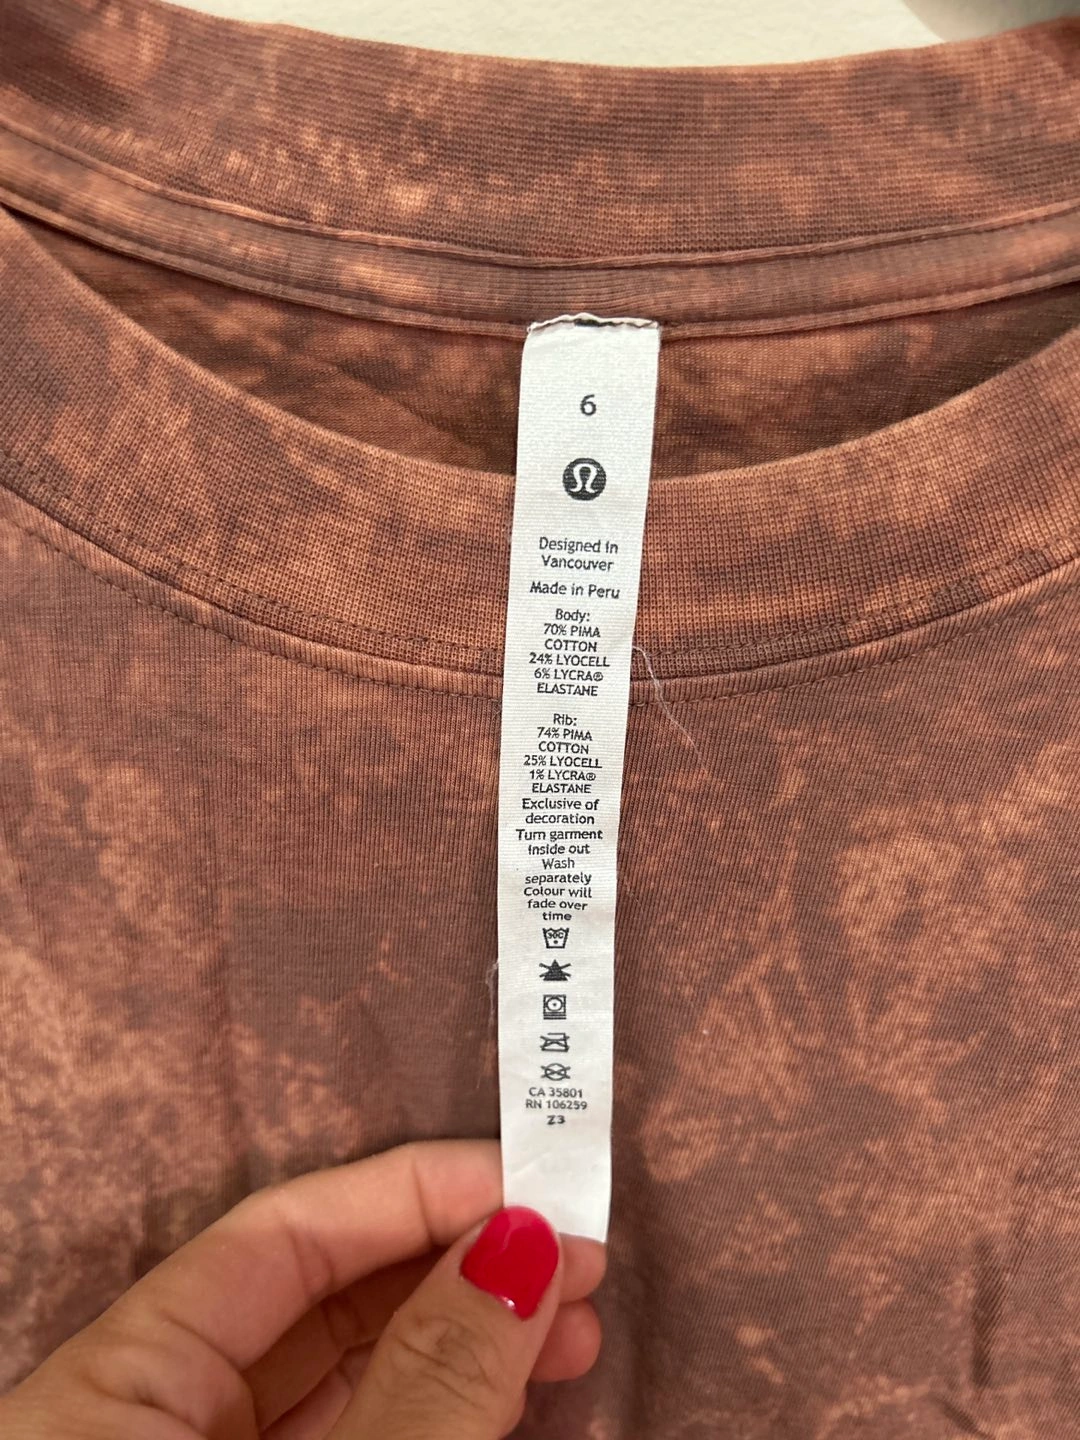 6
Designed in
Vancouver
Made in Peru
Body:
70% PIMA
COTTON
24% LYOCELL
6% LYCRA®
ELASTANE
Rib:
74% PIMA
COTTON
25% LYOCELL
1% LYCRA®
ELASTANE
Exclusive of
decoration
Turn garment
inside out
Wash
separately
Colour will
fade over
time
30C
CA 35801
RN 106259
Z3